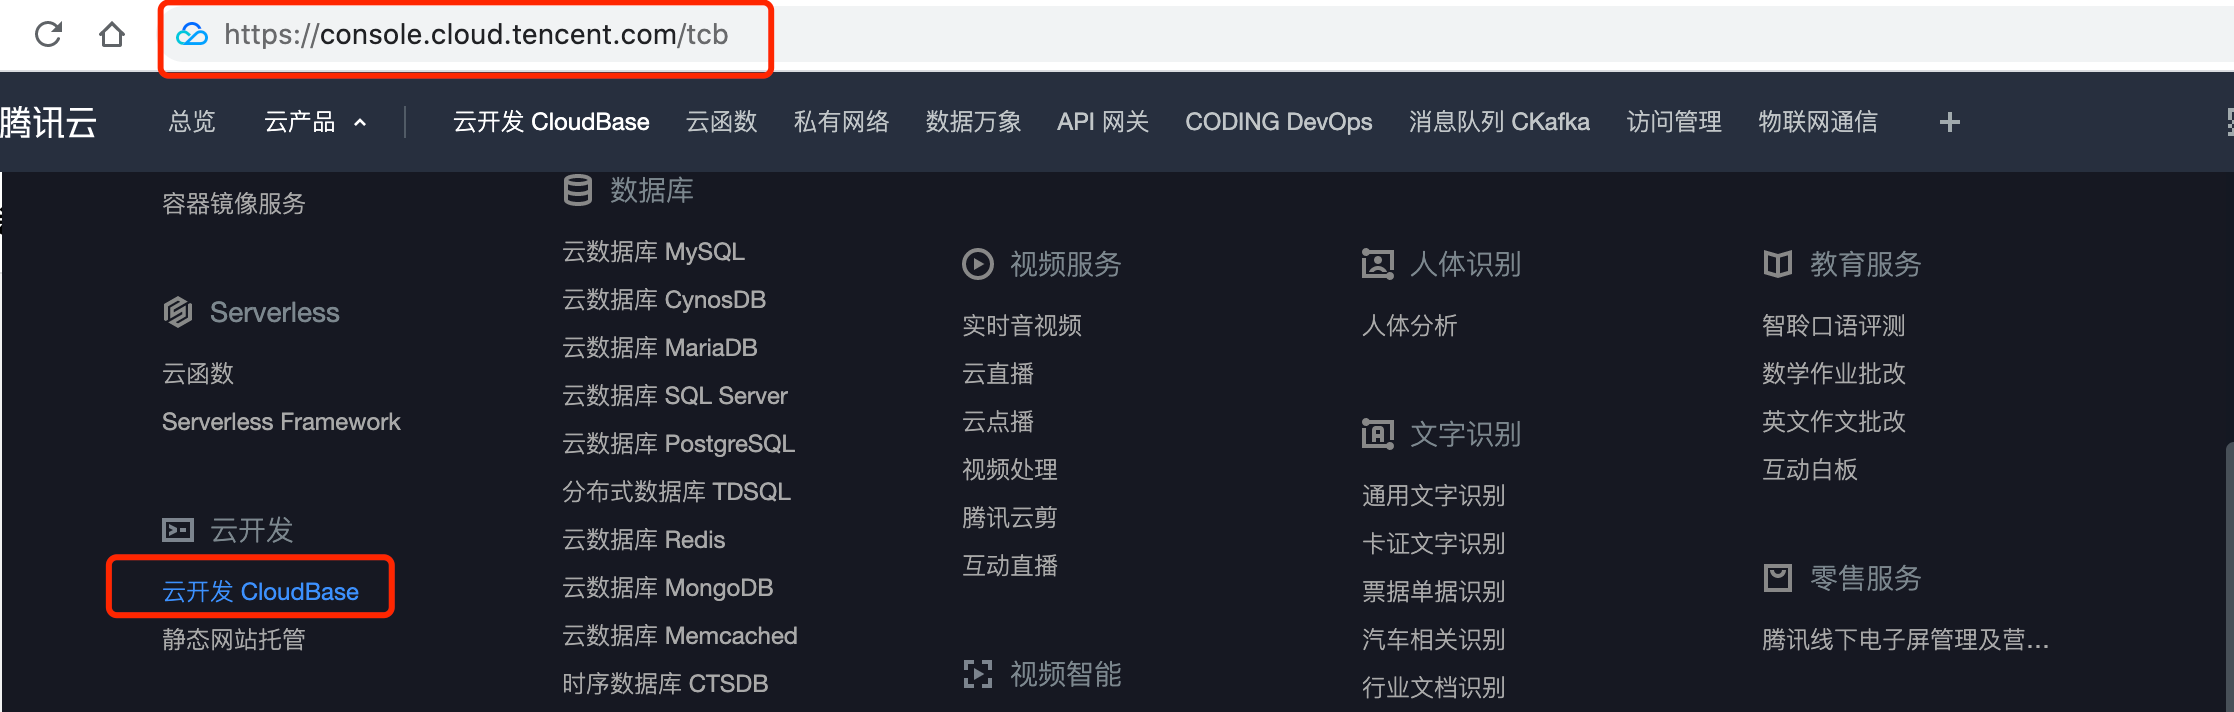 https://console.cloud.tencent.com/tcb
腾讯云 总览 云产品 云开发 CloudBase 云函数 私有网络 数据万象 API 网关 CODING DevOps 消息队列 CKafka 访问管理 物联网通信 +
容器镜像服务
Serverless
云函数
Serverless Framework
云开发
云开发 CloudBase
静态网站托管
数据库
云数据库 MySQL
云数据库 CynosDB
云数据库 MariaDB
云数据库 SQL Server
云数据库 PostgreSQL
分布式数据库 TDSQL
云数据库 Redis
云数据库 MongoDB
云数据库 Memcached
时序数据库 CTSDB
视频服务
实时音视频
云直播
云点播
视频处理
腾讯云剪
互动直播
视频智能
人体识别
人体分析
文字识别
通用文字识别
卡证文字识别
票据单据识别
汽车相关识别
行业文档识别
教育服务
智聆口语评测
数学作业批改
英文作文批改
互动白板
零售服务
腾讯线下电子屏管理及营...